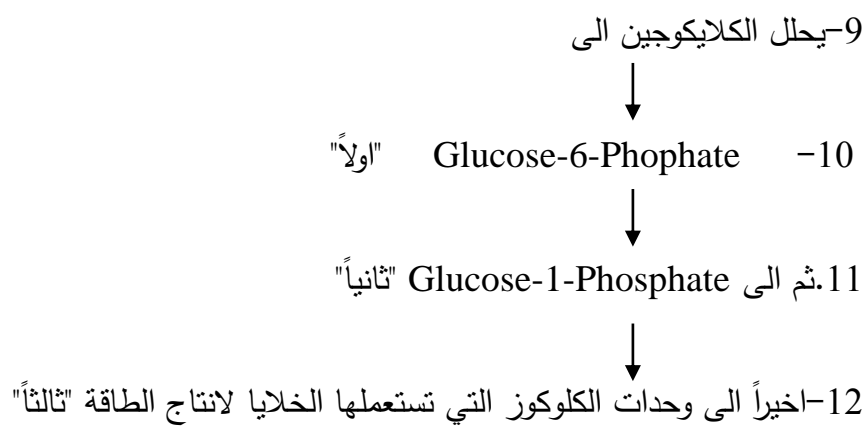 9-يحلل الكلايكوجين الى
10- Glucose-6-Phophate "اولاً"
11.ثم الى Glucose-1-Phosphate "ثانياً"
12-اخيراً الى وحدات الكلوكوز التي تستعملها الخلايا لانتاج الطاقة "ثالثاً"